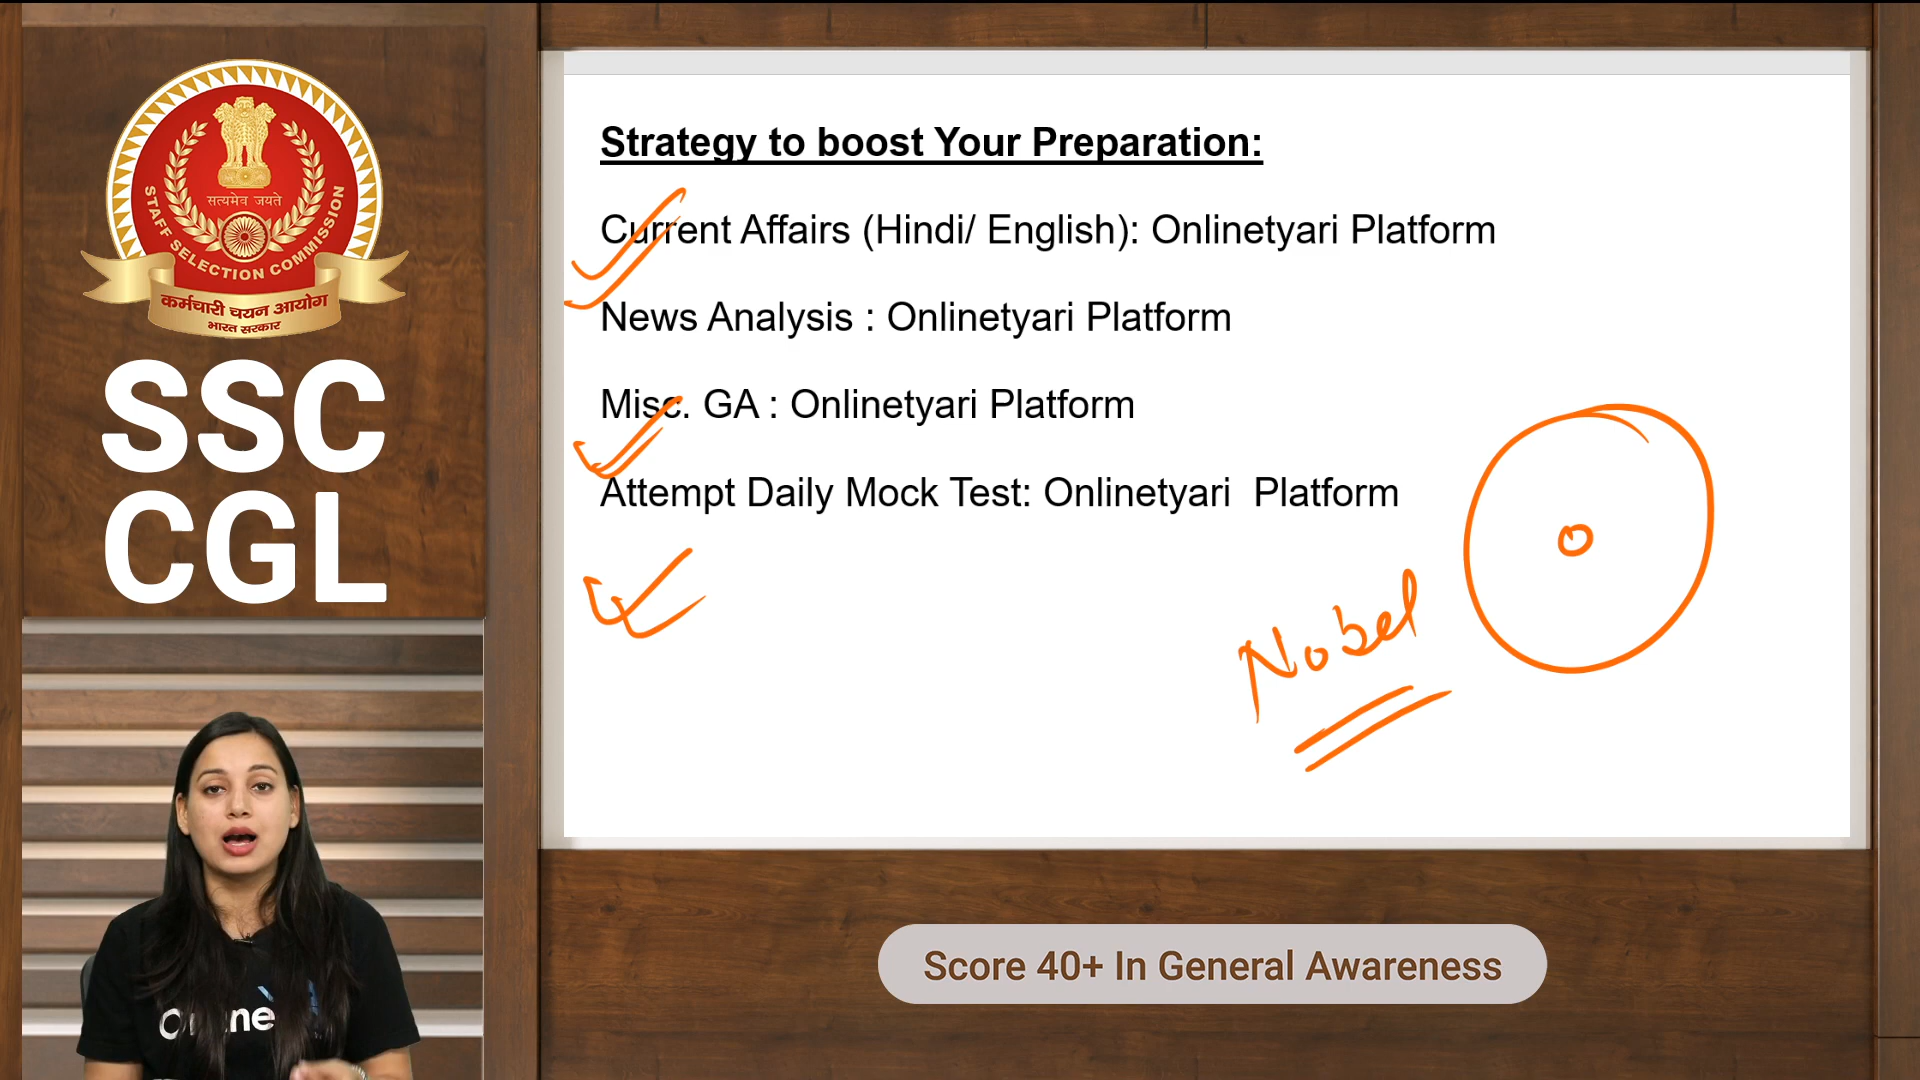 STAFF SELECTION COMMISSION
सत्यमेव जयते
कर्मचारी चयन आयोग
भारत सरकार
SSC
CGL
Strategy to boost Your Preparation:
Current Affairs (Hindi/ English): Onlinetyari Platform
News Analysis : Onlinetyari Platform
Misc. GA : Onlinetyari Platform
Attempt Daily Mock Test: Onlinetyari Platform
Nobel
Score 40+ In General Awareness